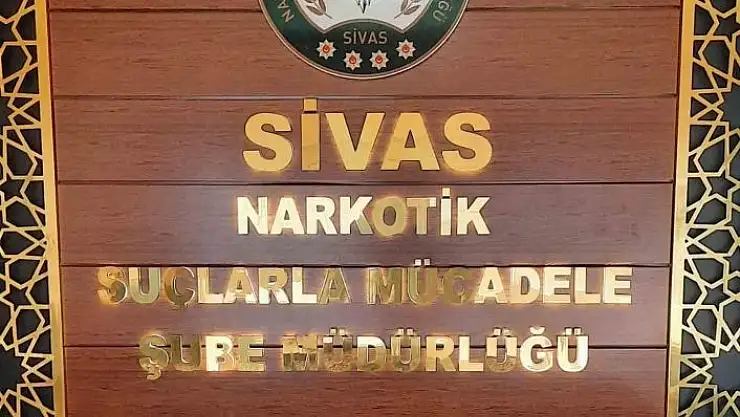 SİVAS
SİVAS
NARKOTİK
SUÇLARLA MÜCADELE
ŞUBE MÜDÜRLÜĞÜ